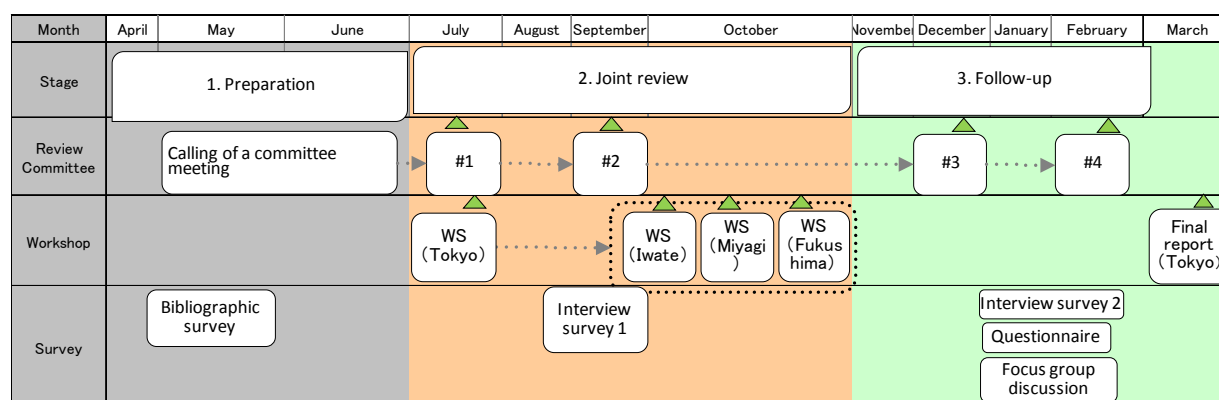 Month April May June July August September October November December January February March
Stage
1. Preparation
2. Joint review
3. Follow-up
Review
Committee
Calling of a committee
meeting
#1
#2
#3
#4
Workshop
WS
(Tokyo)
WS
(Iwate)
WS
(Miyagi
)
WS
(Fukus
hima)
Final
report
(Tokyo)
Survey
Bibliographic
survey
Interview
survey 1
Interview survey 2
Questionnaire
Focus group
discussion